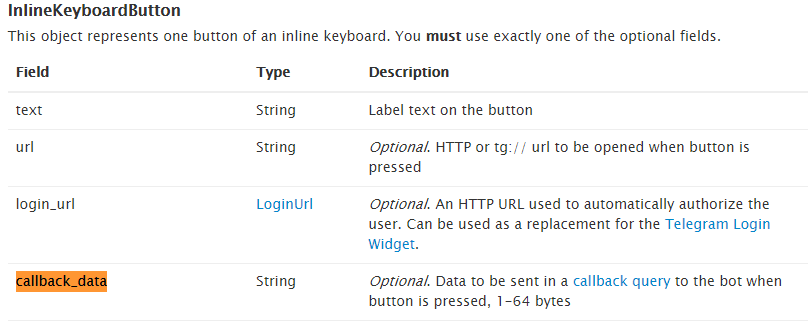 InlineKeyboardButton
This object represents one button of an inline keyboard. You must use exactly one of the optional fields.
Field Type Description
text String Label text on the button
url String Optional. HTTP or tg:// url to be opened when button is
pressed
login_url LoginUrl Optional. An HTTP URL used to automatically authorize the
user. Can be used as a replacement for the Telegram Login
Widget.
callback_data String Optional. Data to be sent in a callback query to the bot when
button is pressed, 1-64 bytes